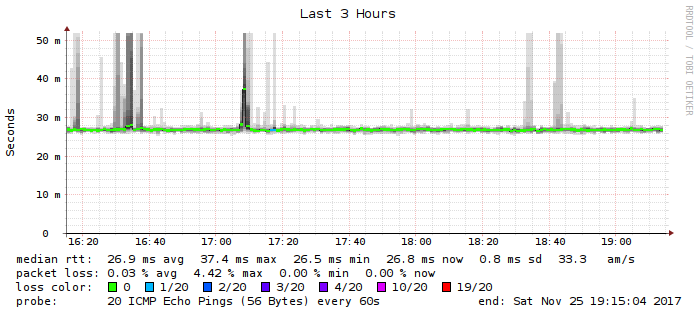 Last 3 Hours
RRDTOOL / TOBI OETIKER
Seconds
50 m
40 m
30 m
20 m
10 m
0
16:20 16:40 17:00 17:20 17:40 18:00 18:20 18:40 19:00
median rtt: 26.9 ms avg 37.4 ms max 26.5 ms min 26.8 ms now 0.8 ms sd 33.3 am/s
packet loss: 0.03 % avg 4.42 % max 0.00 % min 0.00 % now
loss color: 0 1/20 2/20 3/20 4/20 10/20 19/20
probe: 20 ICMP Echo Pings (56 Bytes) every 60s end: Sat Nov 25 19:15:04 2017